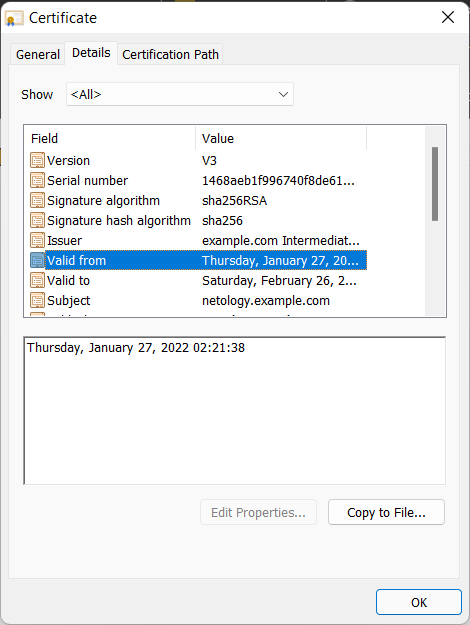 Certificate
General Details Certification Path
Show <All>
Field Value
Version V3
Serial number 1468aeb1f996740f8de61...
Signature algorithm sha256RSA
Signature hash algorithm sha256
Issuer example.com Intermediat...
Valid from Thursday, January 27, 20...
Valid to Saturday, February 26, 2...
Subject netology.example.com
Thursday, January 27, 2022 02:21:38
Edit Properties... Copy to File...
OK